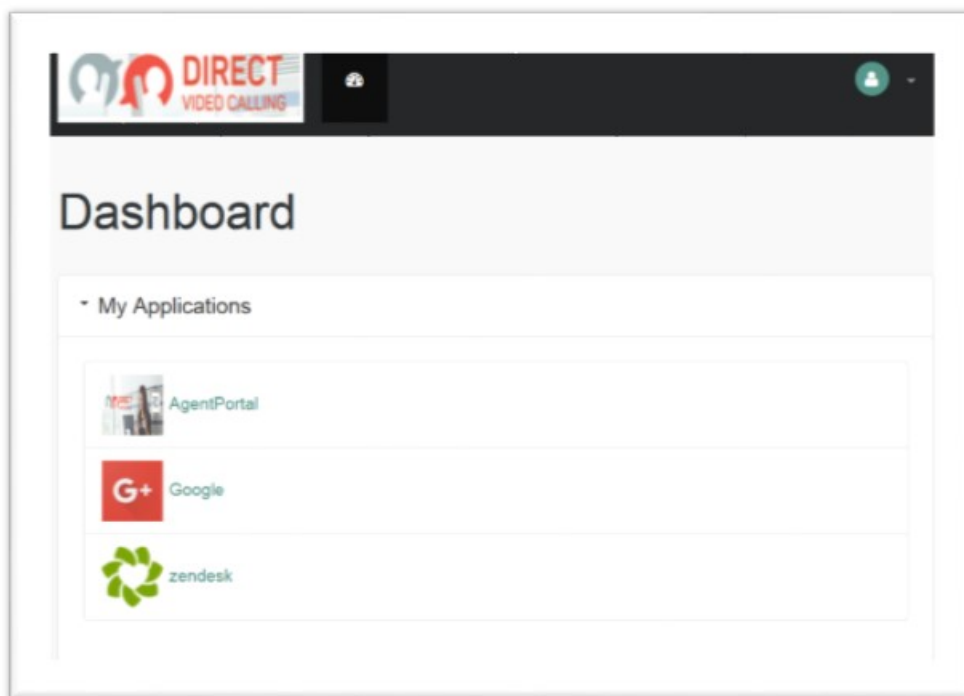 DIRECT
VIDEO CALLING
Dashboard
My Applications
AgentPortal
G+
Google
zendesk